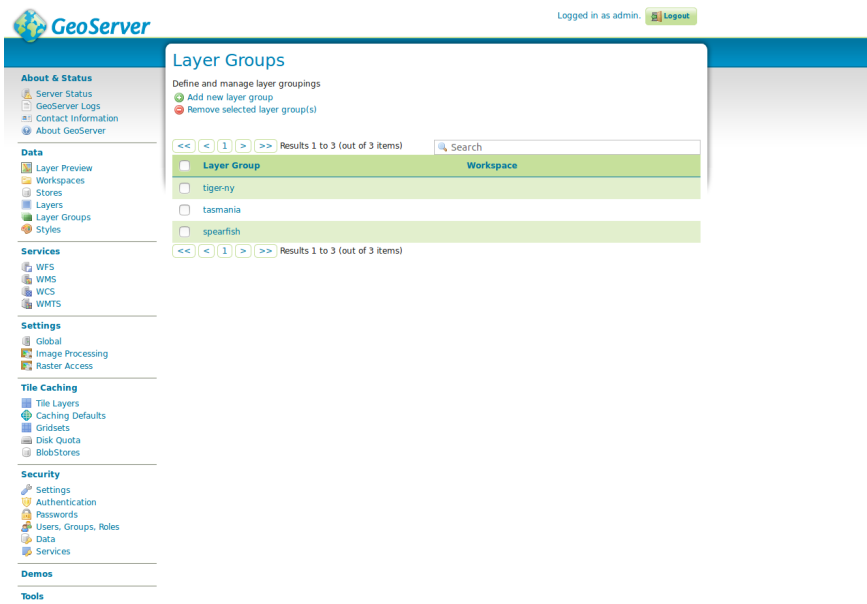 GeoServer
Logged in as admin. Logout
About & Status
Server Status
GeoServer Logs
Contact Information
About GeoServer
Data
Layer Preview
Workspaces
Stores
Layers
Layer Groups
Styles
Services
WFS
WMS
WCS
WMTS
Settings
Global
Image Processing
Raster Access
Tile Caching
Tile Layers
Caching Defaults
Gridsets
Disk Quota
BlobStores
Security
Settings
Authentication
Passwords
Users, Groups, Roles
Data
Services
Demos
Tools
Layer Groups
Define and manage layer groupings
Add new layer group
Remove selected layer group(s)
<< < 1 > >> Results 1 to 3 (out of 3 items) Search
Layer Group Workspace
tiger-ny
tasmania
spearfish
<< < 1 > >> Results 1 to 3 (out of 3 items)